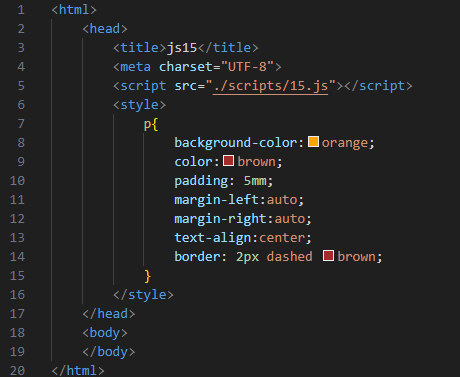 1 <html>
2 <head>
3 <title>js15</title>
4 <meta charset="UTF-8">
5 <script src="./scripts/15.js"></script>
6 <style>
7 p{
8 background-color:orange;
9 color:brown;
10 padding: 5mm;
11 margin-left:auto;
12 margin-right:auto;
13 text-align:center;
14 border: 2px dashed brown;
15 }
16 </style>
17 </head>
18 <body>
19 </body>
20 </html>